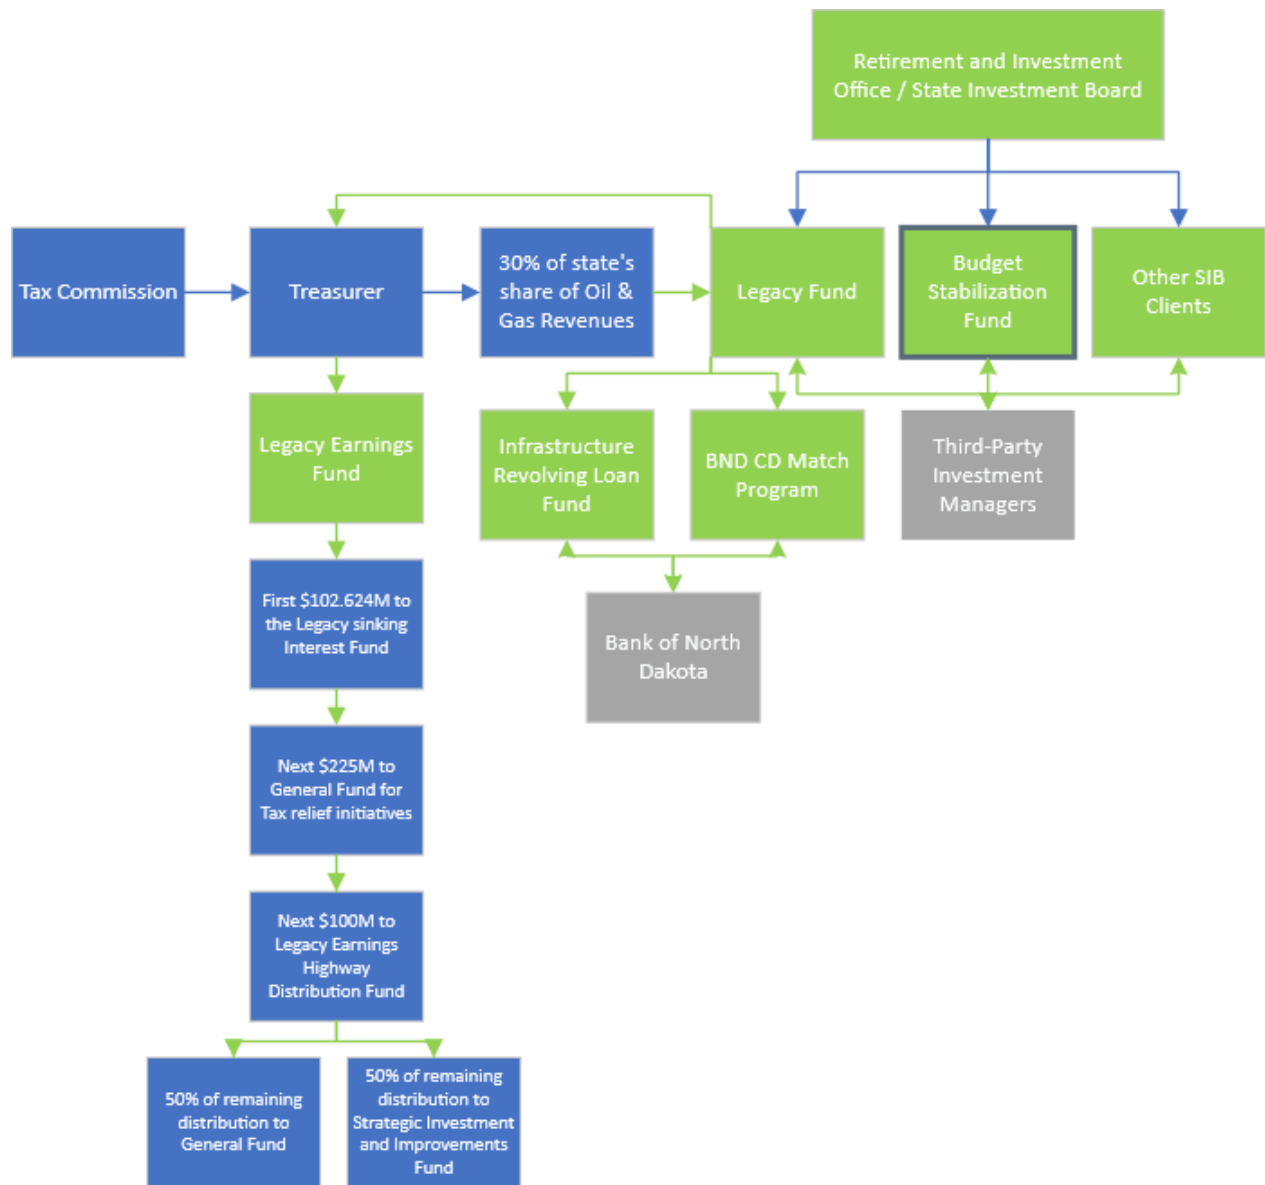 Retirement and Investment
Office / State Investment Board
Tax Commission
Treasurer
30% of state's
share of Oil &
Gas Revenues
Legacy Fund
Budget
Stabilization
Fund
Other SIB
Clients
Legacy Earnings
Fund
Infrastructure
Revolving Loan
Fund
BND CD Match
Program
Third-Party
Investment
Managers
First $102.624M to
the Legacy sinking
Interest Fund
Bank of North
Dakota
Next $225M to
General Fund for
Tax relief initiatives
Next $100M to
Legacy Earnings
Highway
Distribution Fund
50% of remaining
distribution to
General Fund
50% of remaining
distribution to
Strategic Investment
and Improvements
Fund